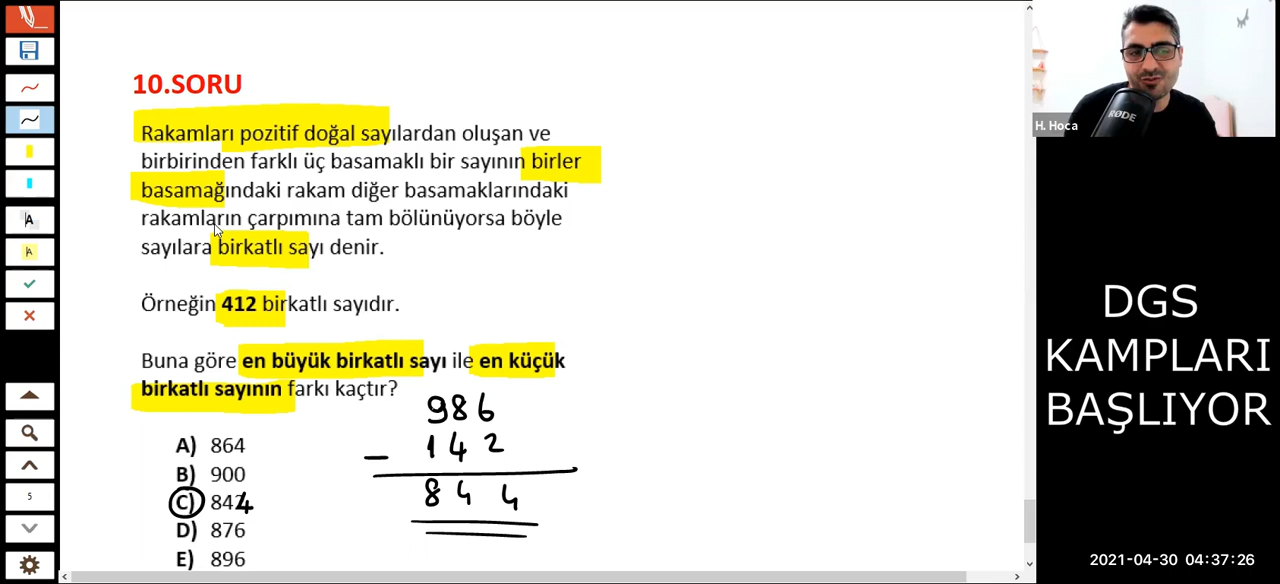 10.SORU
Rakamları pozitif doğal sayılardan oluşan ve
birbirinden farklı üç basamaklı bir sayının birler
basamağındaki rakam diğer basamaklarındaki
rakamların çarpımına tam bölünüyorsa böyle
sayılara birkatlı sayı denir.
Örneğin 412 birkatlı sayıdır.
Buna göre en büyük birkatlı sayı ile en küçük
birkatlı sayının farkı kaçtır?
986
- 142
844
A) 864
B) 900
C) 844
D) 876
E) 896
5
RØDE
H. Hoca
DGS
KAMPLARI
BAŞLIYOR
2021-04-30 04:37:26